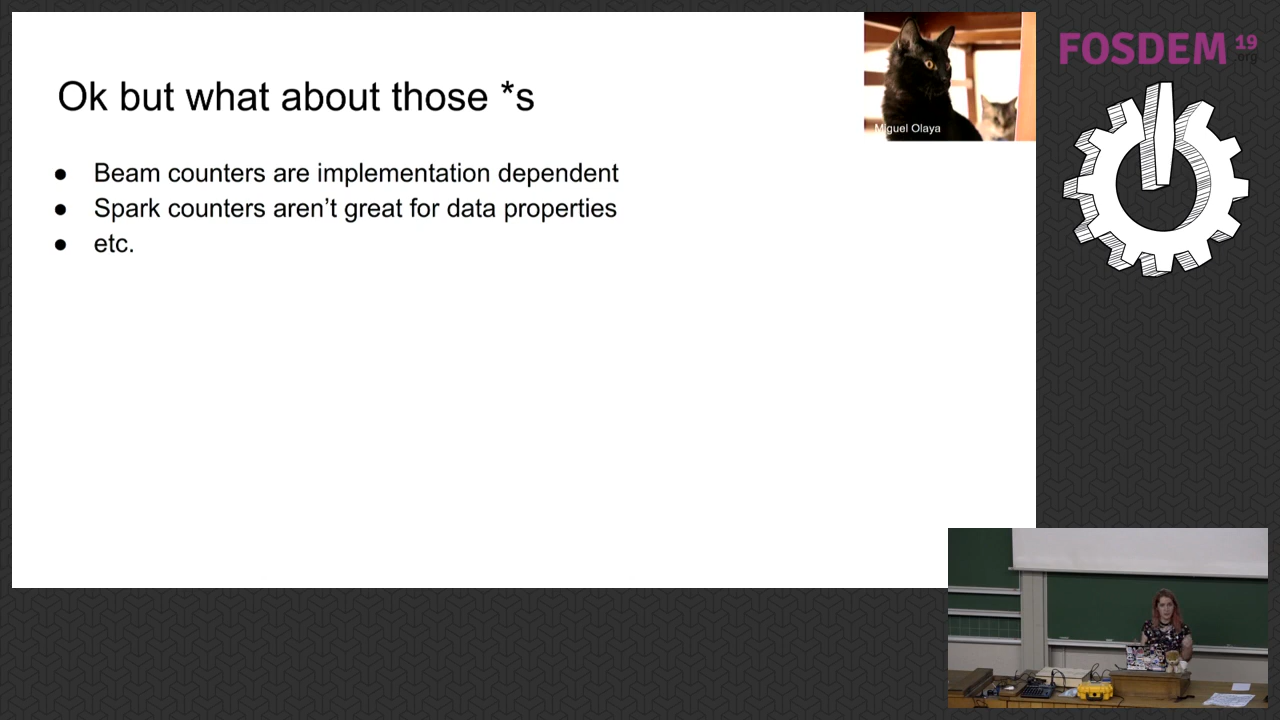 Ok but what about those *s
Miguel Olaya
● Beam counters are implementation dependent
● Spark counters aren’t great for data properties
● etc.
FOSDEM 19
.org